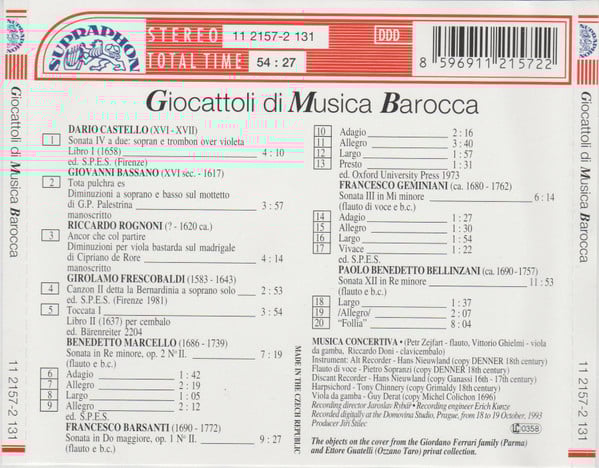 SUPRAPHON
STEREO 11 2157-2 131
TOTAL TIME 54 : 27
DDD
8 596911 215722
Giocattoli di Musica Barocca
Giocattoli di Musica Barocca
11 2157-2 131
DARIO CASTELLO (XVI - XVII)
1 Sonata IV a due: sopran e trombon over violeta
Libro I (1658) 4 : 10
ed. S.P.E.S. (Firenze)
GIOVANNI BASSANO (XVI sec. - 1617)
2 Tota pulchra es
Diminuzioni a soprano e basso sul mottetto
di G.P. Palestrina 3 : 57
manoscritto
RICCARDO ROGNONI (? - 1620 ca.)
3 Ancor che col partire
Diminuzioni per viola bastarda sul madrigale
di Cipriano de Rore 4 : 14
manoscritto
GIROLAMO FRESCOBALDI (1583 - 1643)
4 Canzon II detta la Bernardinia a soprano solo 2 : 53
ed. S.P.E.S. (Firenze 1981)
5 Toccata I 3 : 54
Libro II (1637) per cembalo
ed. Bärenreiter 2204
BENEDETTO MARCELLO (1686 - 1739)
Sonata in Re minore, op. 2 Nº II. 7 : 19
(flauto e b.c.)
6 Adagio 1 : 42
7 Allegro 2 : 19
8 Largo 1 : 05
9 Allegro 2 : 12
ed. S.P.E.S.
FRANCESCO BARSANTI (1690 - 1772)
Sonata in Do maggiore, op. 1 Nº II. 9 : 27
(flauto e b.c.)
10 Adagio 2 : 16
11 Allegro 3 : 40
12 Largo 1 : 57
13 Presto 1 : 31
ed. Oxford University Press 1973
FRANCESCO GEMINIANI (ca. 1680 - 1762)
Sonata III in Mi minore 6 : 14
(flauto di voce e b.c.)
14 Adagio 1 : 27
15 Allegro 1 : 30
16 Largo 1 : 54
17 Vivace 1 : 22
PAOLO BENEDETTO BELLINZANI (ca. 1690 - 1757)
Sonata XII in Re minore 11 : 53
(flauto e b.c.)
18 Largo 1 : 37
19 /Allegro/ 2 : 07
20 "Follia" 8 : 04
MUSICA CONCERTIVA - (Petr Zejfart - flauto, Vittorio Ghielmi - viola
da gamba, Riccardo Doni - clavicembalo)
Instrument: Alt Recorder - Hans Nieuwland (copy DENNER 18th century)
Flauto di voce - Pietro Sopranzi (copy DENNER 18th century)
Discant Recorder - Hans Nieuwland (copy Ganassi 16th - 17th century)
Harpsichord - Tony Chinnery (copy Grimaldy 18th century)
Viola da gamba - Guy Derat (copy Michel Colichon 1696)
Recording director Jaroslav Rybář • Recording engineer Erich Kunze
Recorded digitally at the Domovina Studio, Prague, from 18 to 19 October, 1993
Producer Jiří Štilec
LC 0358
The objects on the cover from the Giordano Ferrari family (Parma)
and Ettore Guatelli (Ozzano Taro) privat collection.
MADE IN THE CZECH REPUBLIC
Giocattoli di Musica Barocca
11 2157-2 131